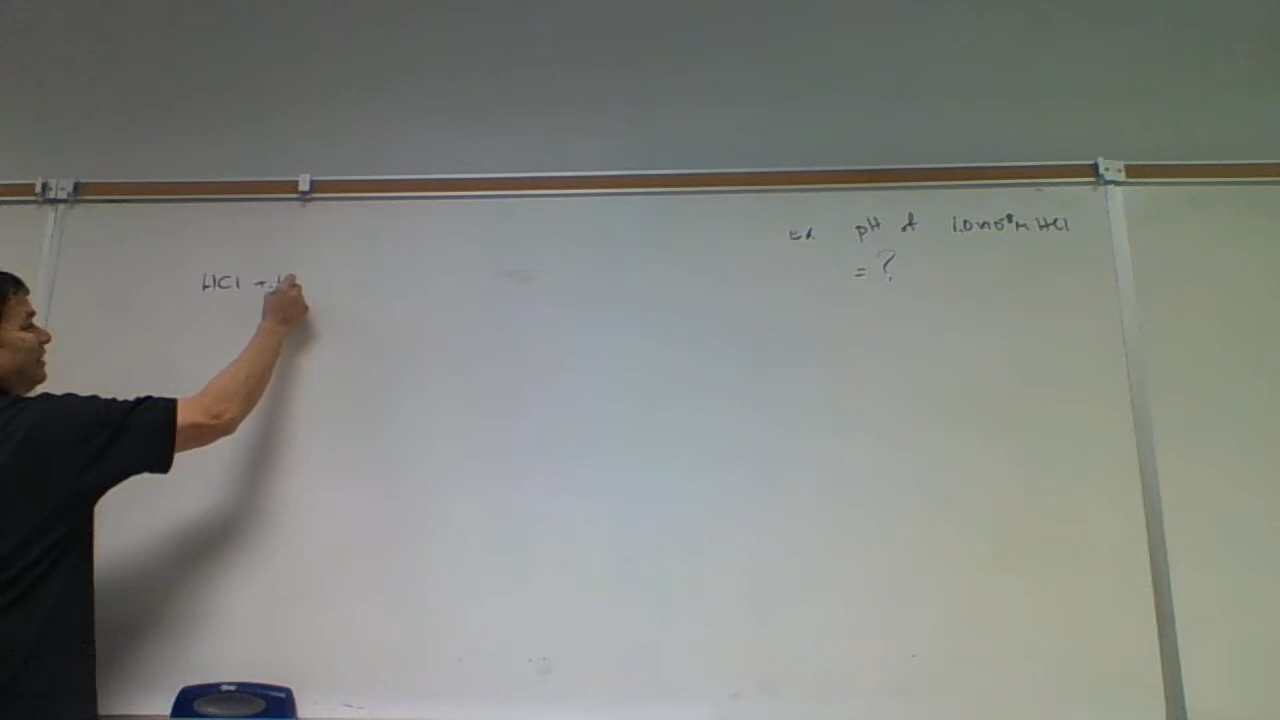 Ex. pH of 1.0x10⁻⁸M HCl
= ?
HCl + H